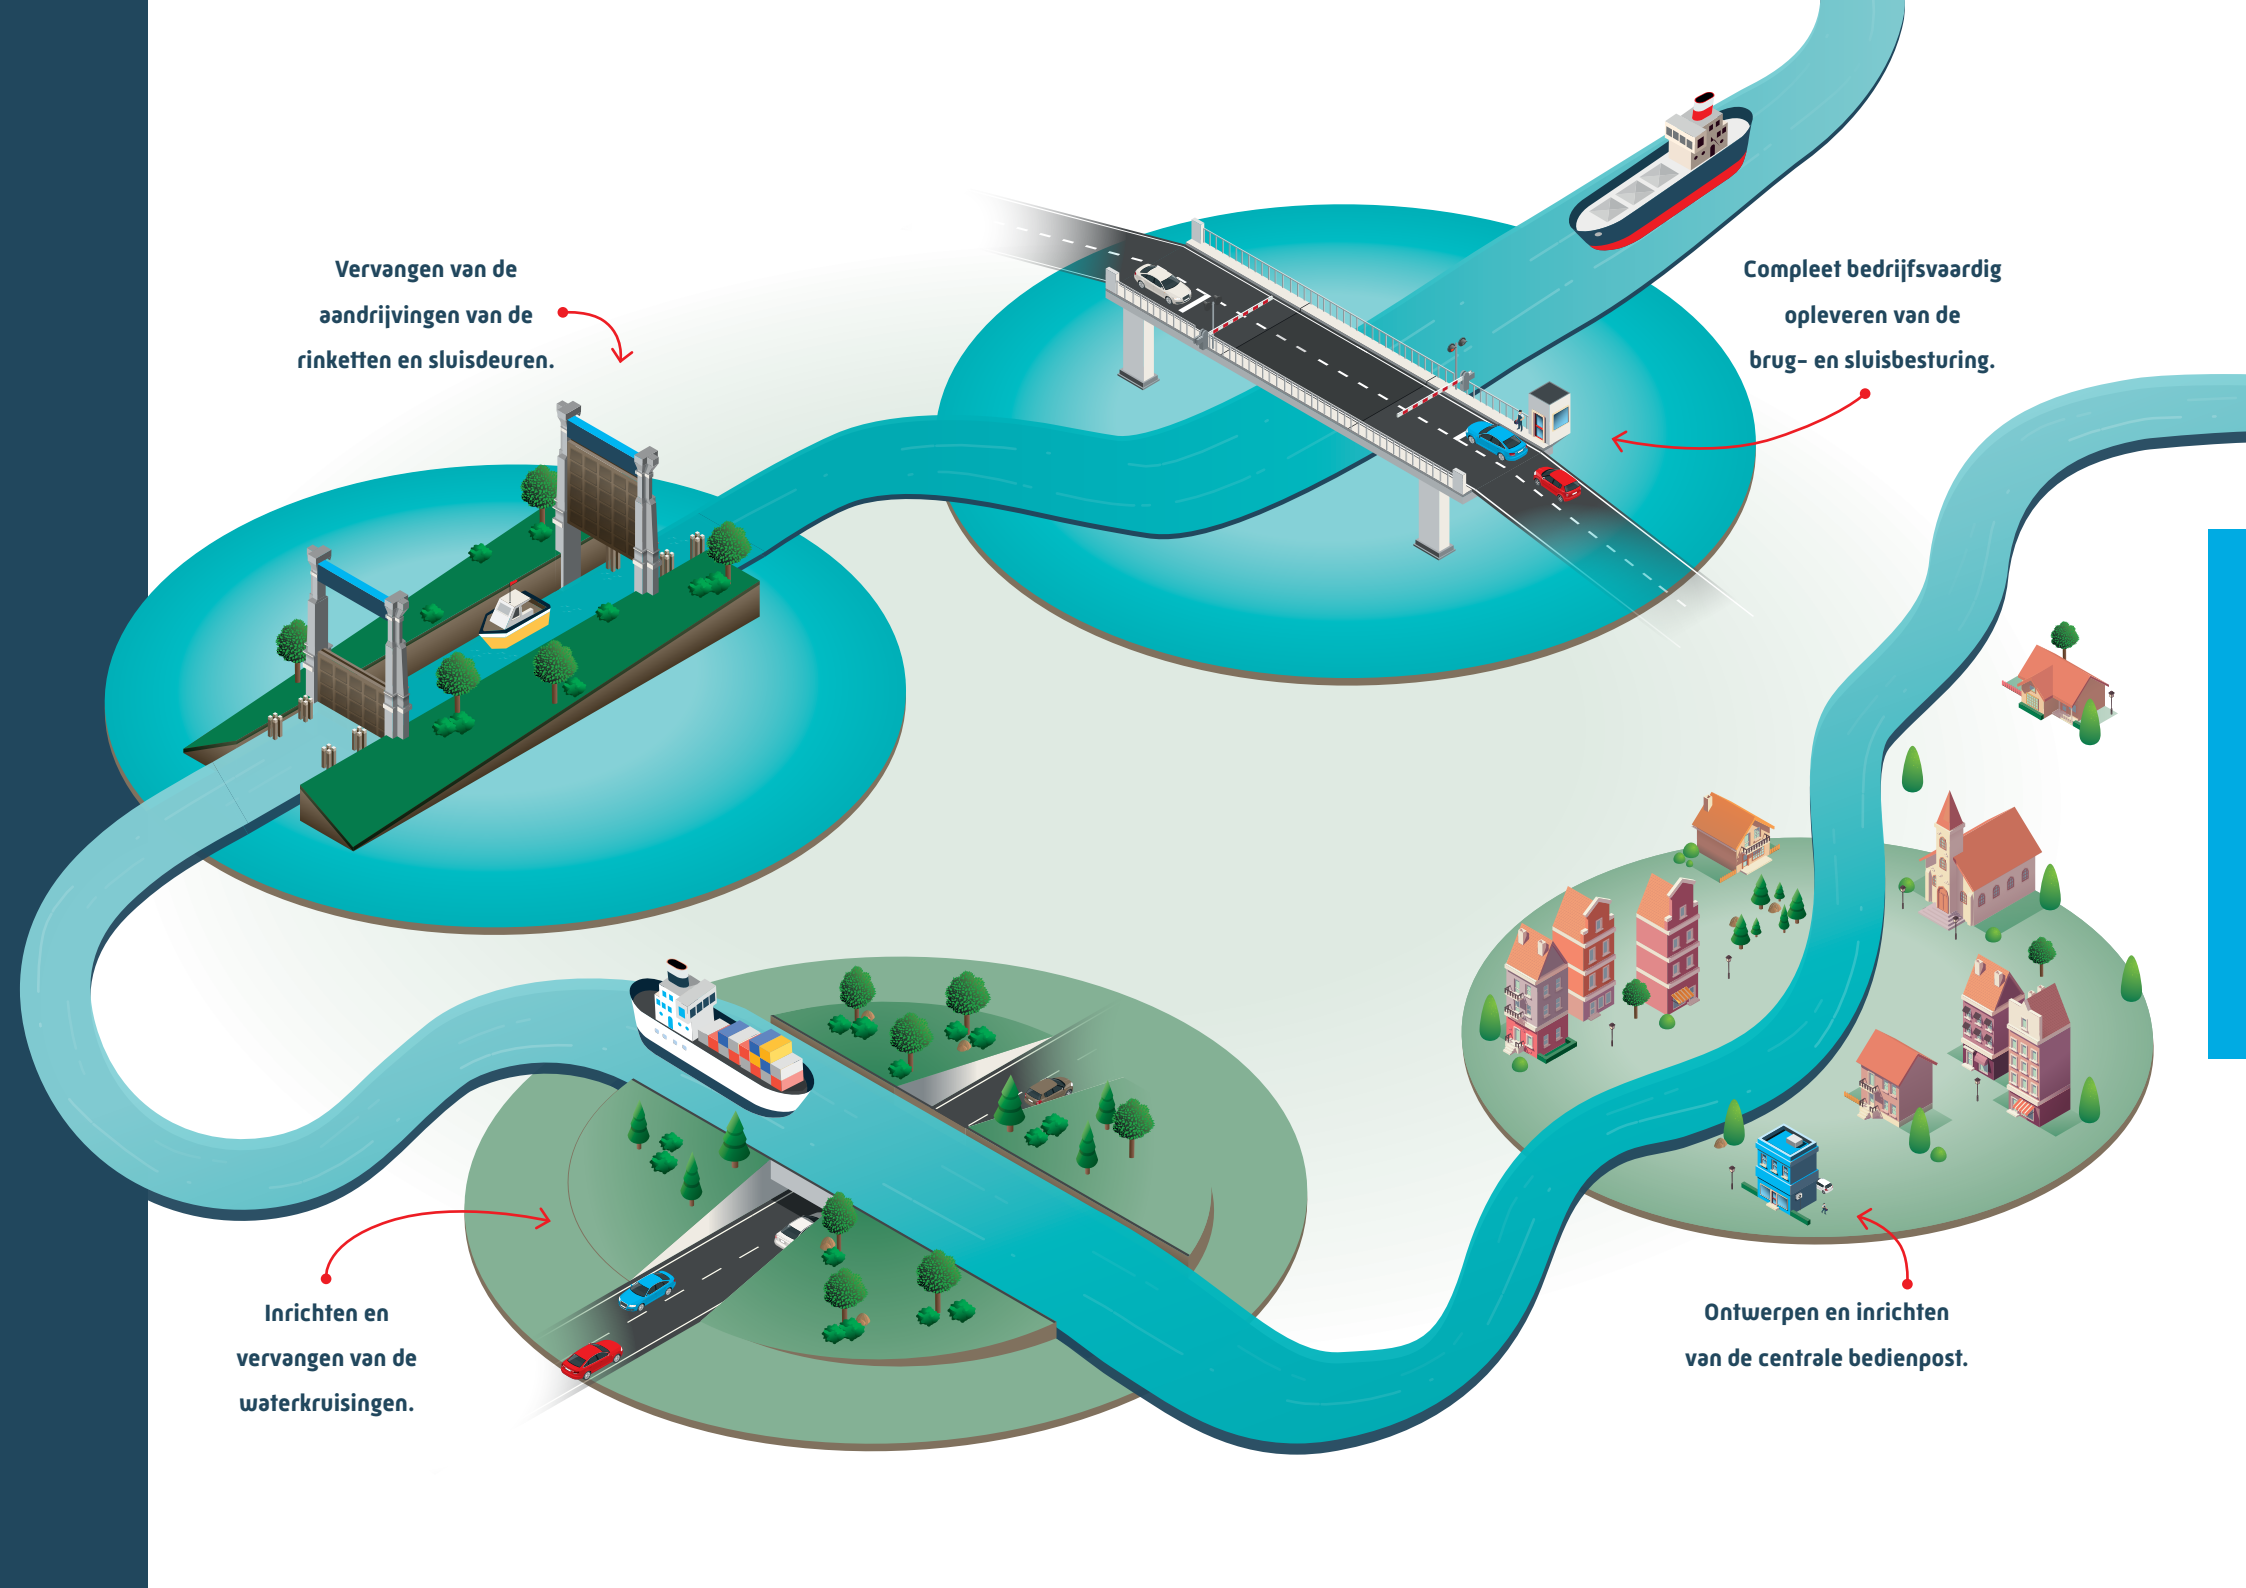 Vervangen van de
aandrijvingen van de
rinketten en sluisdeuren.
Compleet bedrijfsvaardig
opleveren van de
brug- en sluisbesturing.
Inrichten en
vervangen van de
waterkruisingen.
Ontwerpen en inrichten
van de centrale bedienpost.